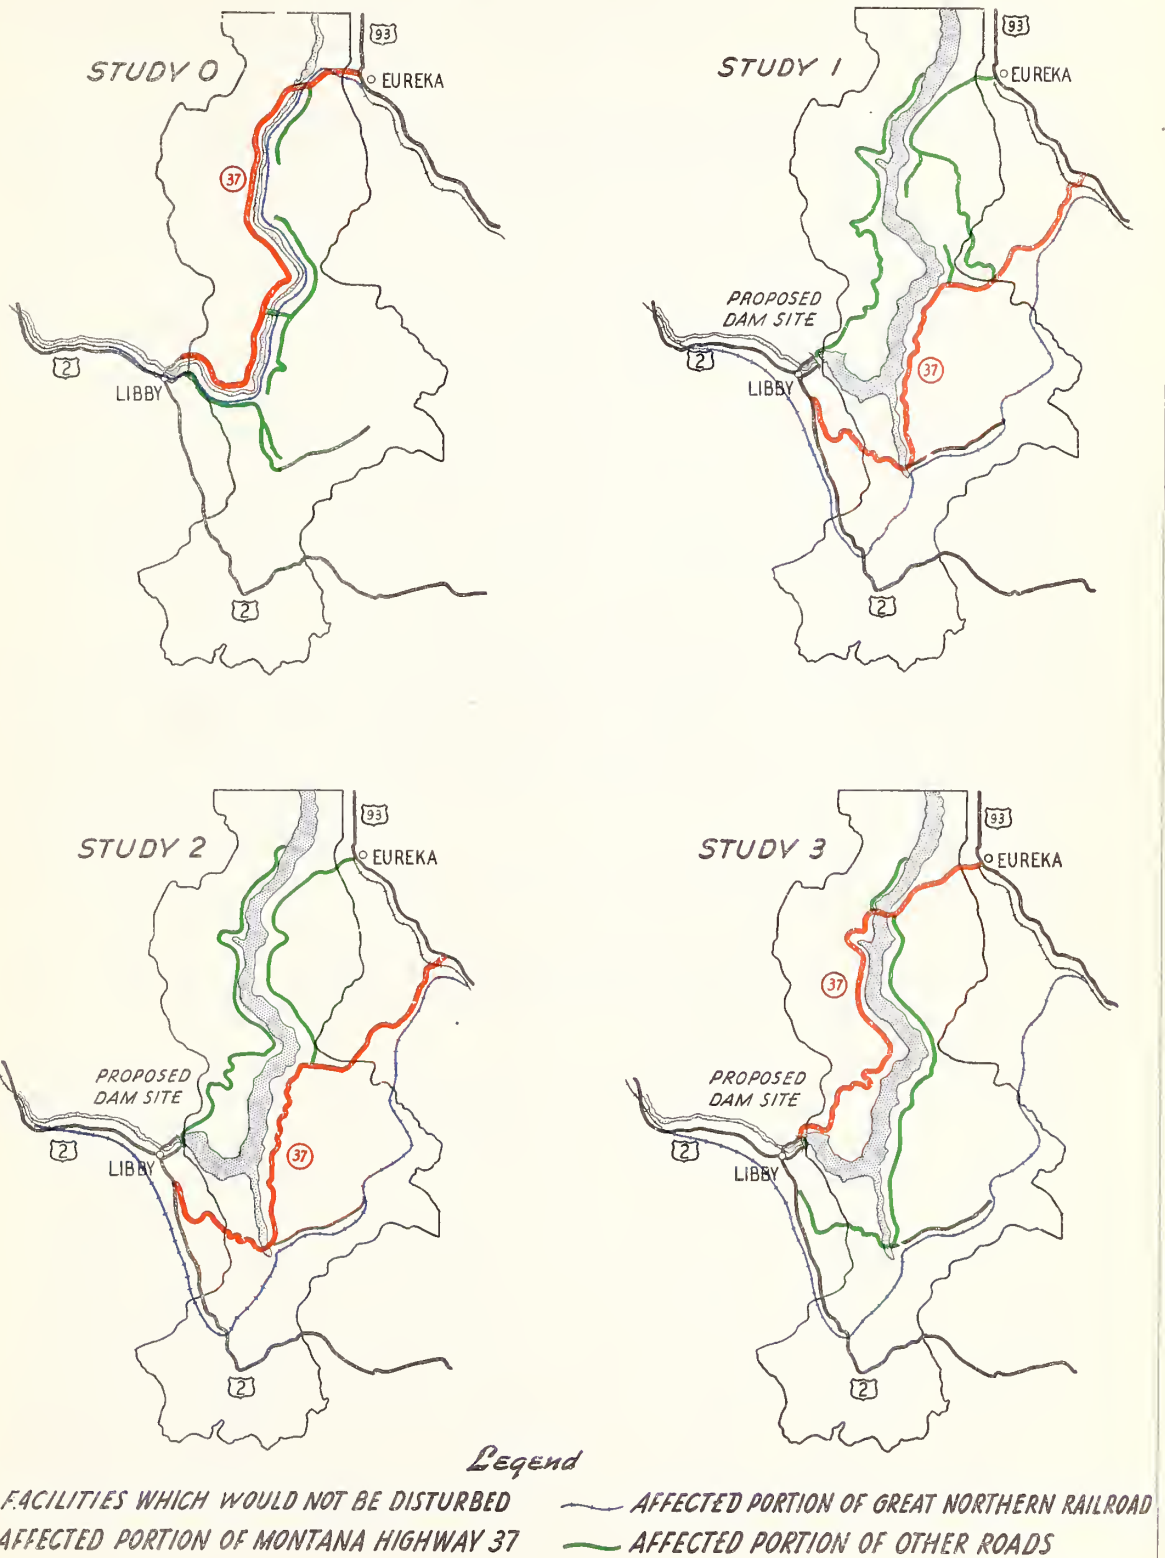 STUDY 0
93
EUREKA
37
2
LIBBY
2
STUDY 1
93
EUREKA
PROPOSED
DAM SITE
2
LIBBY
37
2
STUDY 2
93
EUREKA
PROPOSED
DAM SITE
2
LIBBY
37
2
STUDY 3
93
EUREKA
37
PROPOSED
DAM SITE
2
LIBBY
2
Legend
FACILITIES WHICH WOULD NOT BE DISTURBED
AFFECTED PORTION OF GREAT NORTHERN RAILROAD
AFFECTED PORTION OF MONTANA HIGHWAY 37
AFFECTED PORTION OF OTHER ROADS